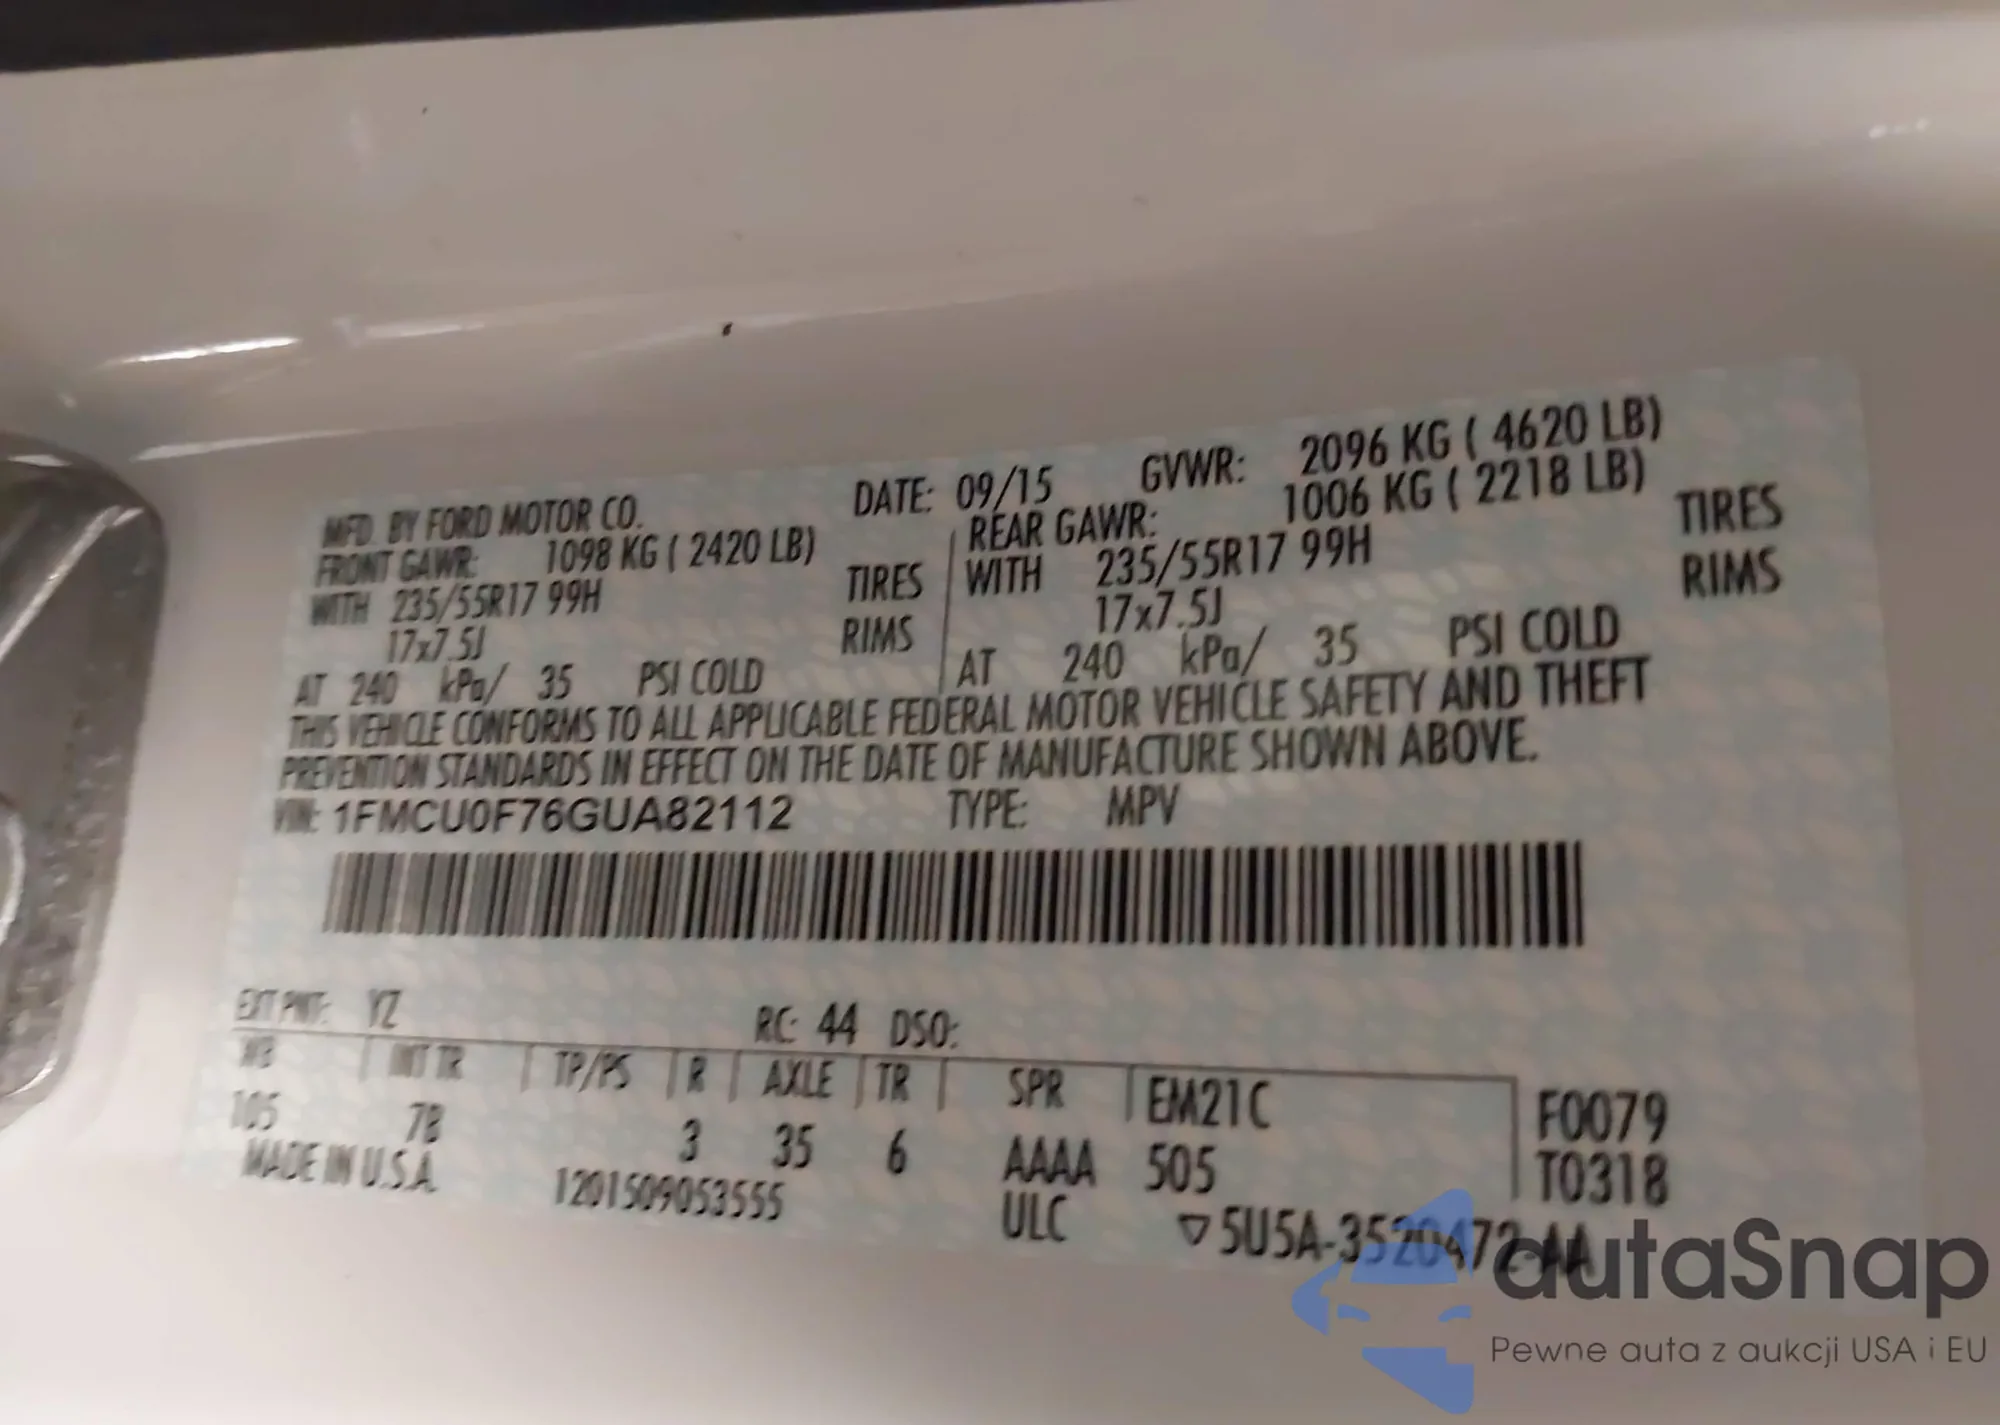 MFD. BY FORD MOTOR CO. DATE: 09/15 GVWR: 2096 KG ( 4620 LB)
FRONT GAWR: 1098 KG ( 2420 LB) REAR GAWR: 1006 KG ( 2218 LB)
WITH 235/55R17 99H TIRES WITH 235/55R17 99H TIRES
17x7.5J RIMS 17x7.5J RIMS
AT 240 kPa/ 35 PSI COLD AT 240 kPa/ 35 PSI COLD
THIS VEHICLE CONFORMS TO ALL APPLICABLE FEDERAL MOTOR VEHICLE SAFETY AND THEFT
PREVENTION STANDARDS IN EFFECT ON THE DATE OF MANUFACTURE SHOWN ABOVE.
VIN: 1FMCU0F76GUA82112 TYPE: MPV
EXT PNT: YZ RC: 44 DSO:
WB INT TR TP/PS R AXLE TR SPR EM21C F0079
105 7B 3 35 6 AAAA 505 T0318
MADE IN U.S.A. 1201509053555 ULC ▽5U5A-3520472-AA
autaSnap
Pewne auta z aukcji USA i EU